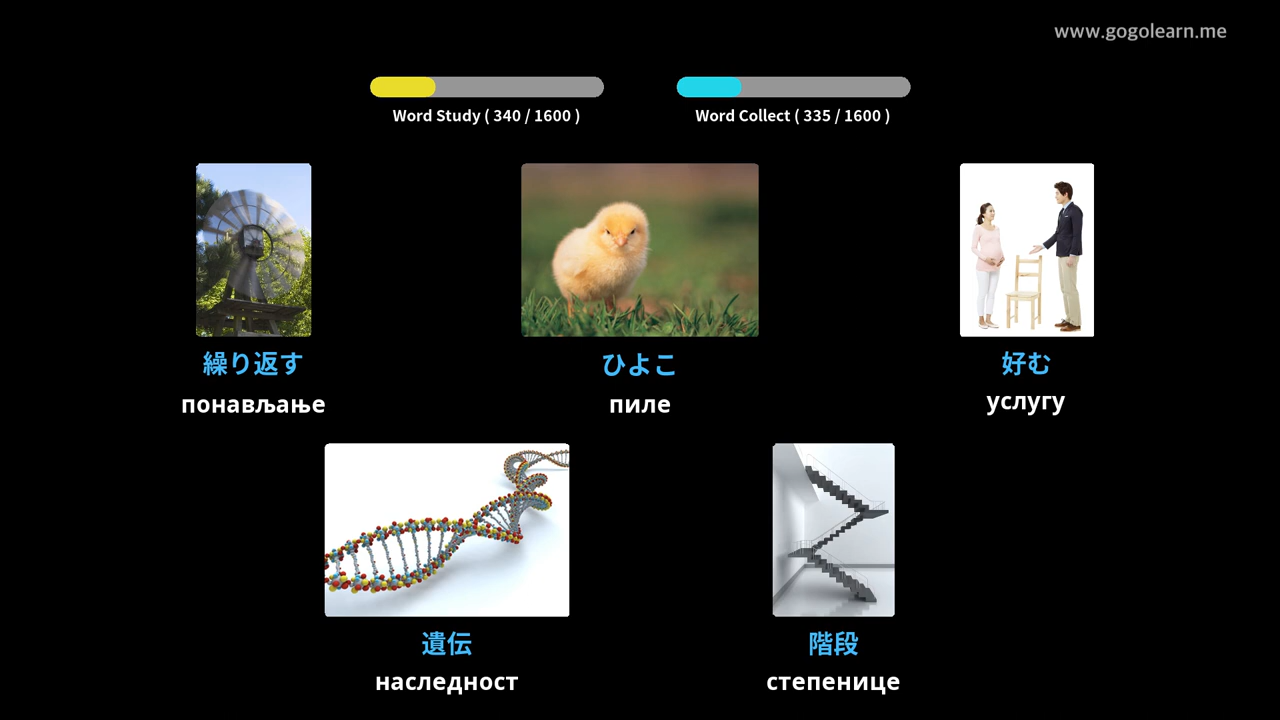 www.gogolearn.me
Word Study ( 340 / 1600 )
Word Collect ( 335 / 1600 )
繰り返す
понављање
ひよこ
пиле
好む
услугу
遺伝
наследност
階段
степенице